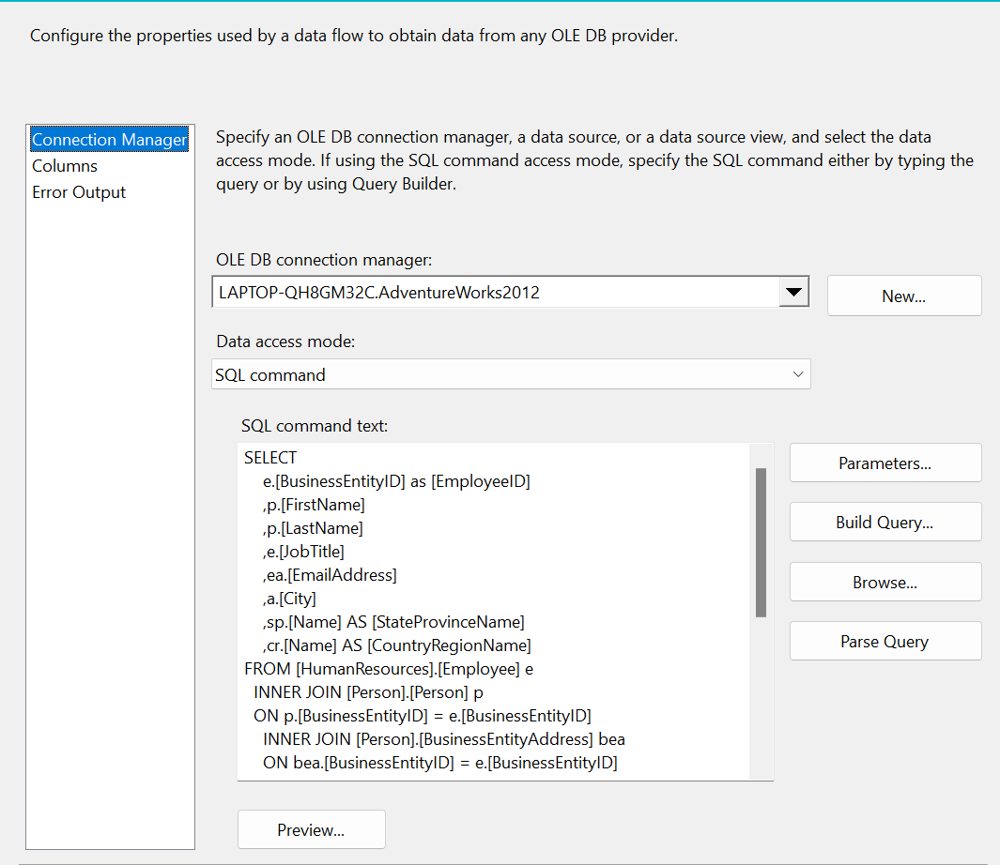 Configure the properties used by a data flow to obtain data from any OLE DB provider.
Connection Manager
Columns
Error Output
Specify an OLE DB connection manager, a data source, or a data source view, and select the data
access mode. If using the SQL command access mode, specify the SQL command either by typing the
query or by using Query Builder.
OLE DB connection manager:
LAPTOP-QH8GM32C.AdventureWorks2012
New...
Data access mode:
SQL command
SQL command text:
SELECT
e.[BusinessEntityID] as [EmployeeID]
,p.[FirstName]
,p.[LastName]
,e.[JobTitle]
,ea.[EmailAddress]
,a.[City]
,sp.[Name] AS [StateProvinceName]
,cr.[Name] AS [CountryRegionName]
FROM [HumanResources].[Employee] e
INNER JOIN [Person].[Person] p
ON p.[BusinessEntityID] = e.[BusinessEntityID]
INNER JOIN [Person].[BusinessEntityAddress] bea
ON bea.[BusinessEntityID] = e.[BusinessEntityID]
Parameters...
Build Query...
Browse...
Parse Query
Preview...